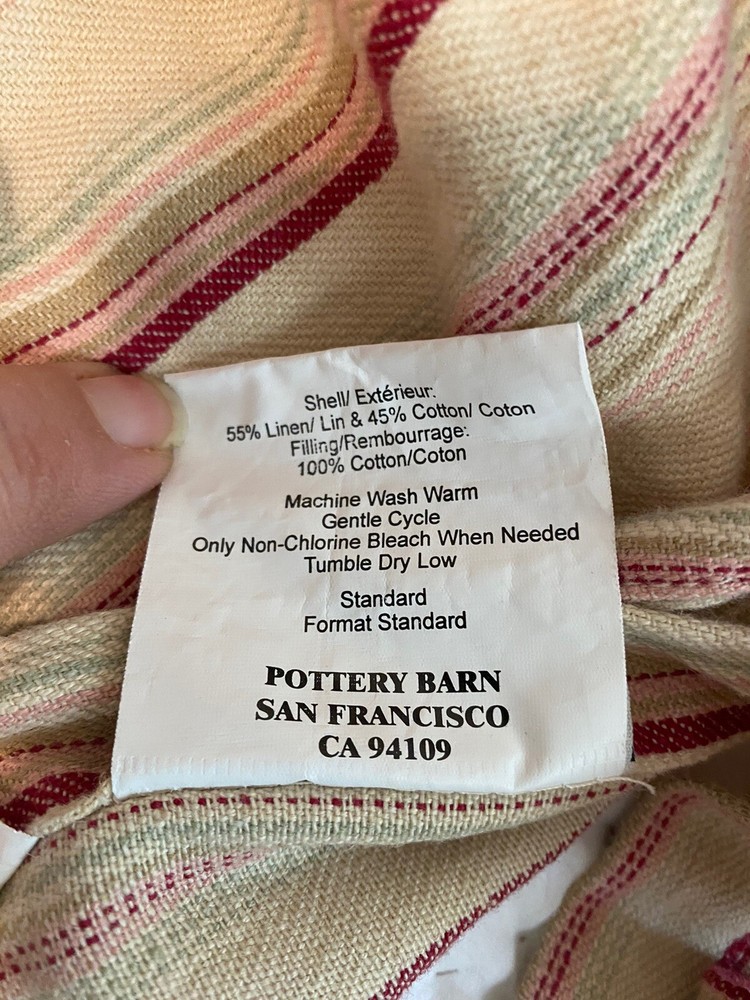 Shell/ Extérieur:
55% Linen/ Lin & 45% Cotton/ Coton
Filling/Rembourrage:
100% Cotton/Coton
Machine Wash Warm
Gentle Cycle
Only Non-Chlorine Bleach When Needed
Tumble Dry Low
Standard
Format Standard
POTTERY BARN
SAN FRANCISCO
CA 94109